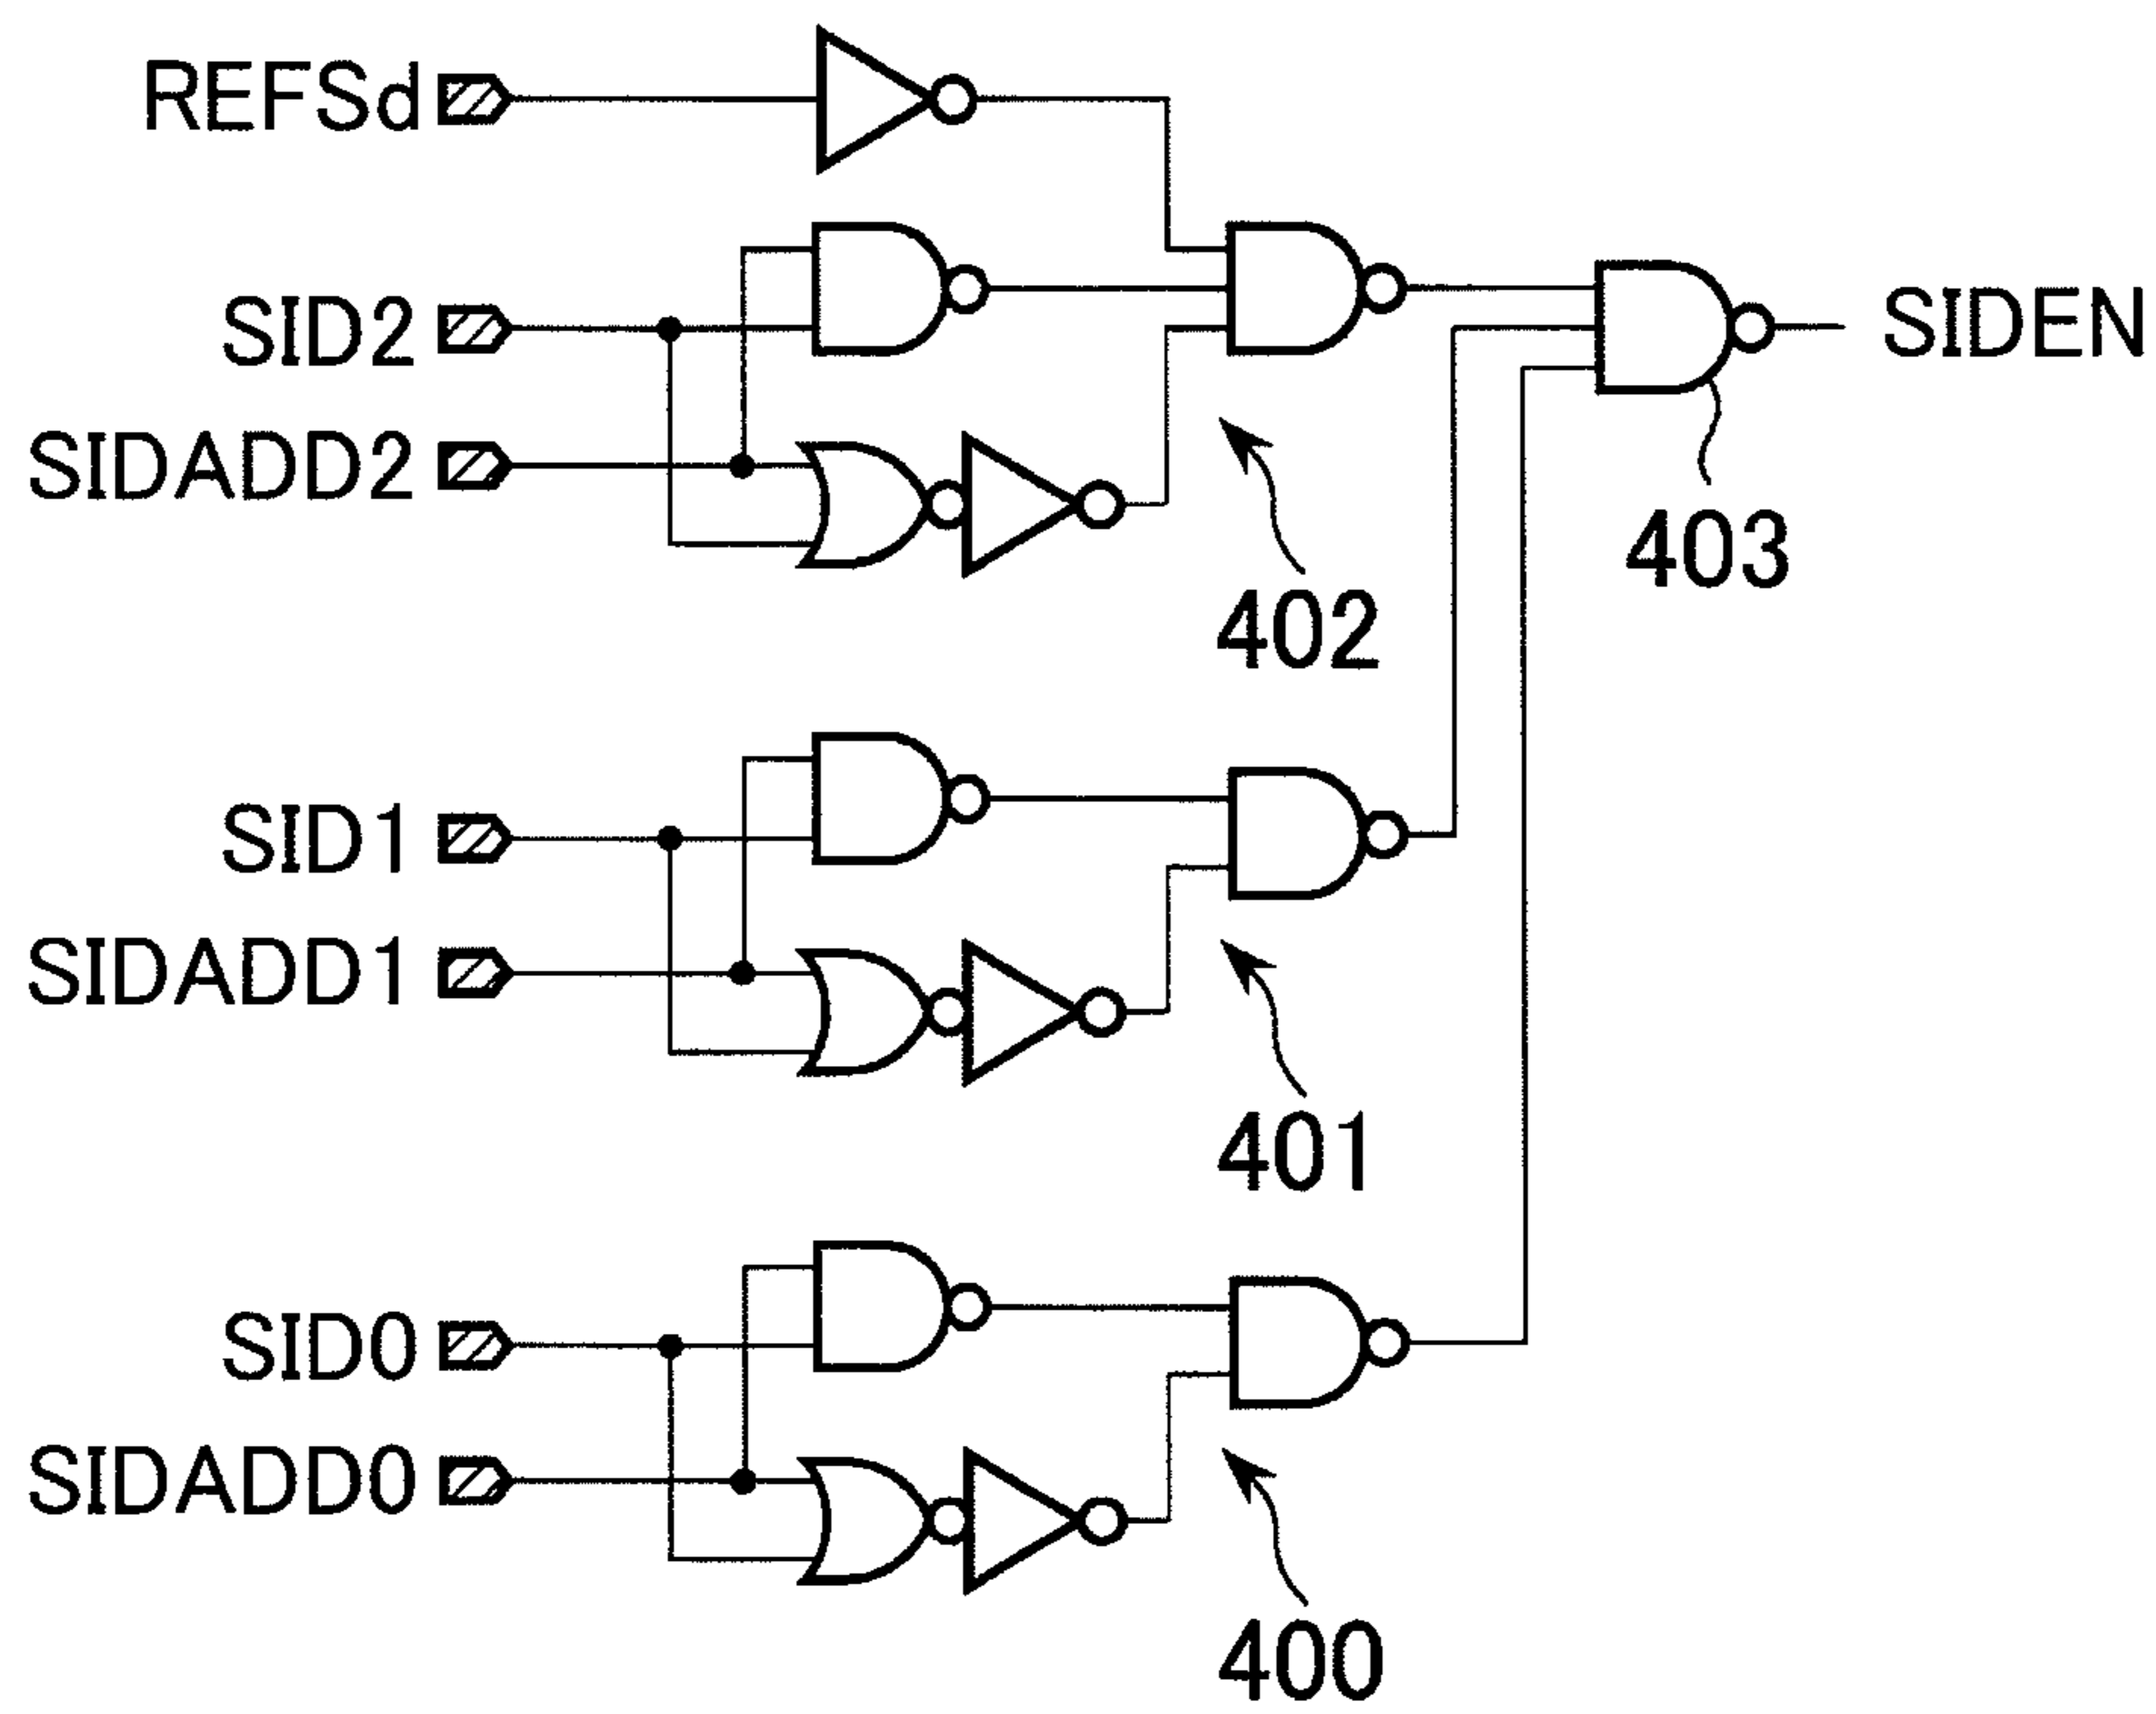 REFSd
SID2
SIDEN
SIDADD2
403
402
SID1
SIDADD1
401
SID0
SIDADD0
400